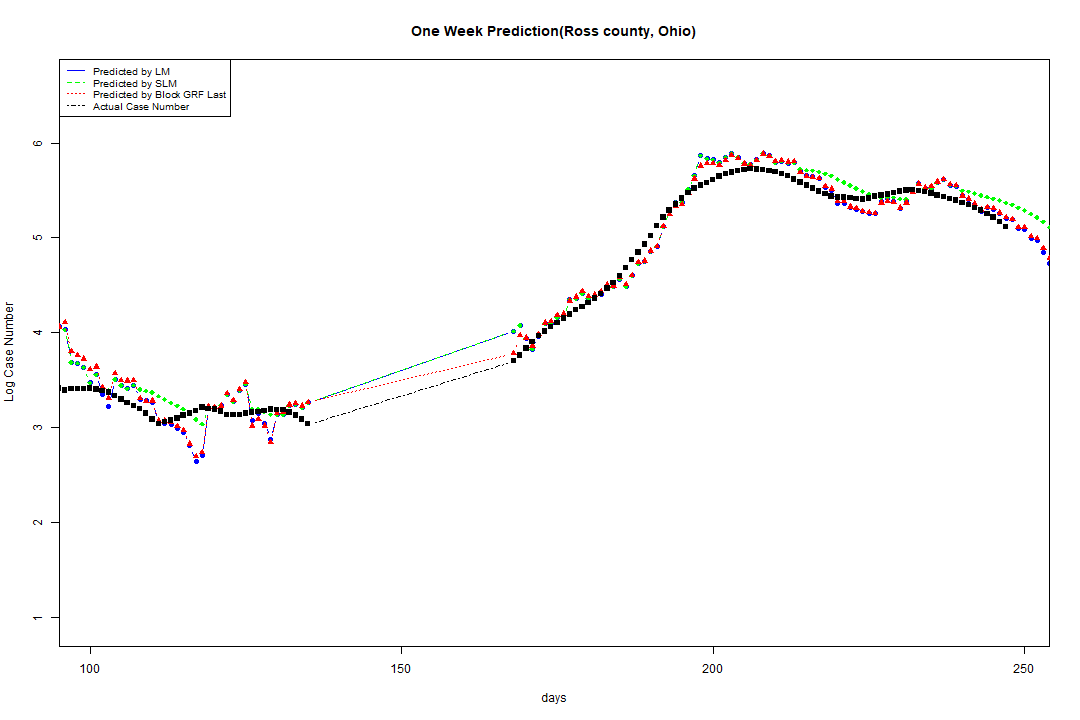 One Week Prediction(Ross county, Ohio)
Predicted by LM
Predicted by SLM
Predicted by Block GRF Last
Actual Case Number
Log Case Number
6
5
4
3
2
1
100 150 200 250
days